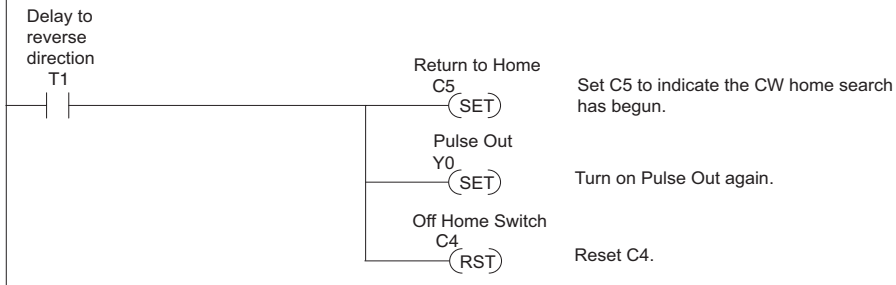 Delay to
reverse
direction
T1
Return to Home
C5
SET
Set C5 to indicate the CW home search
has begun.
Pulse Out
Y0
SET
Turn on Pulse Out again.
Off Home Switch
C4
RST
Reset C4.